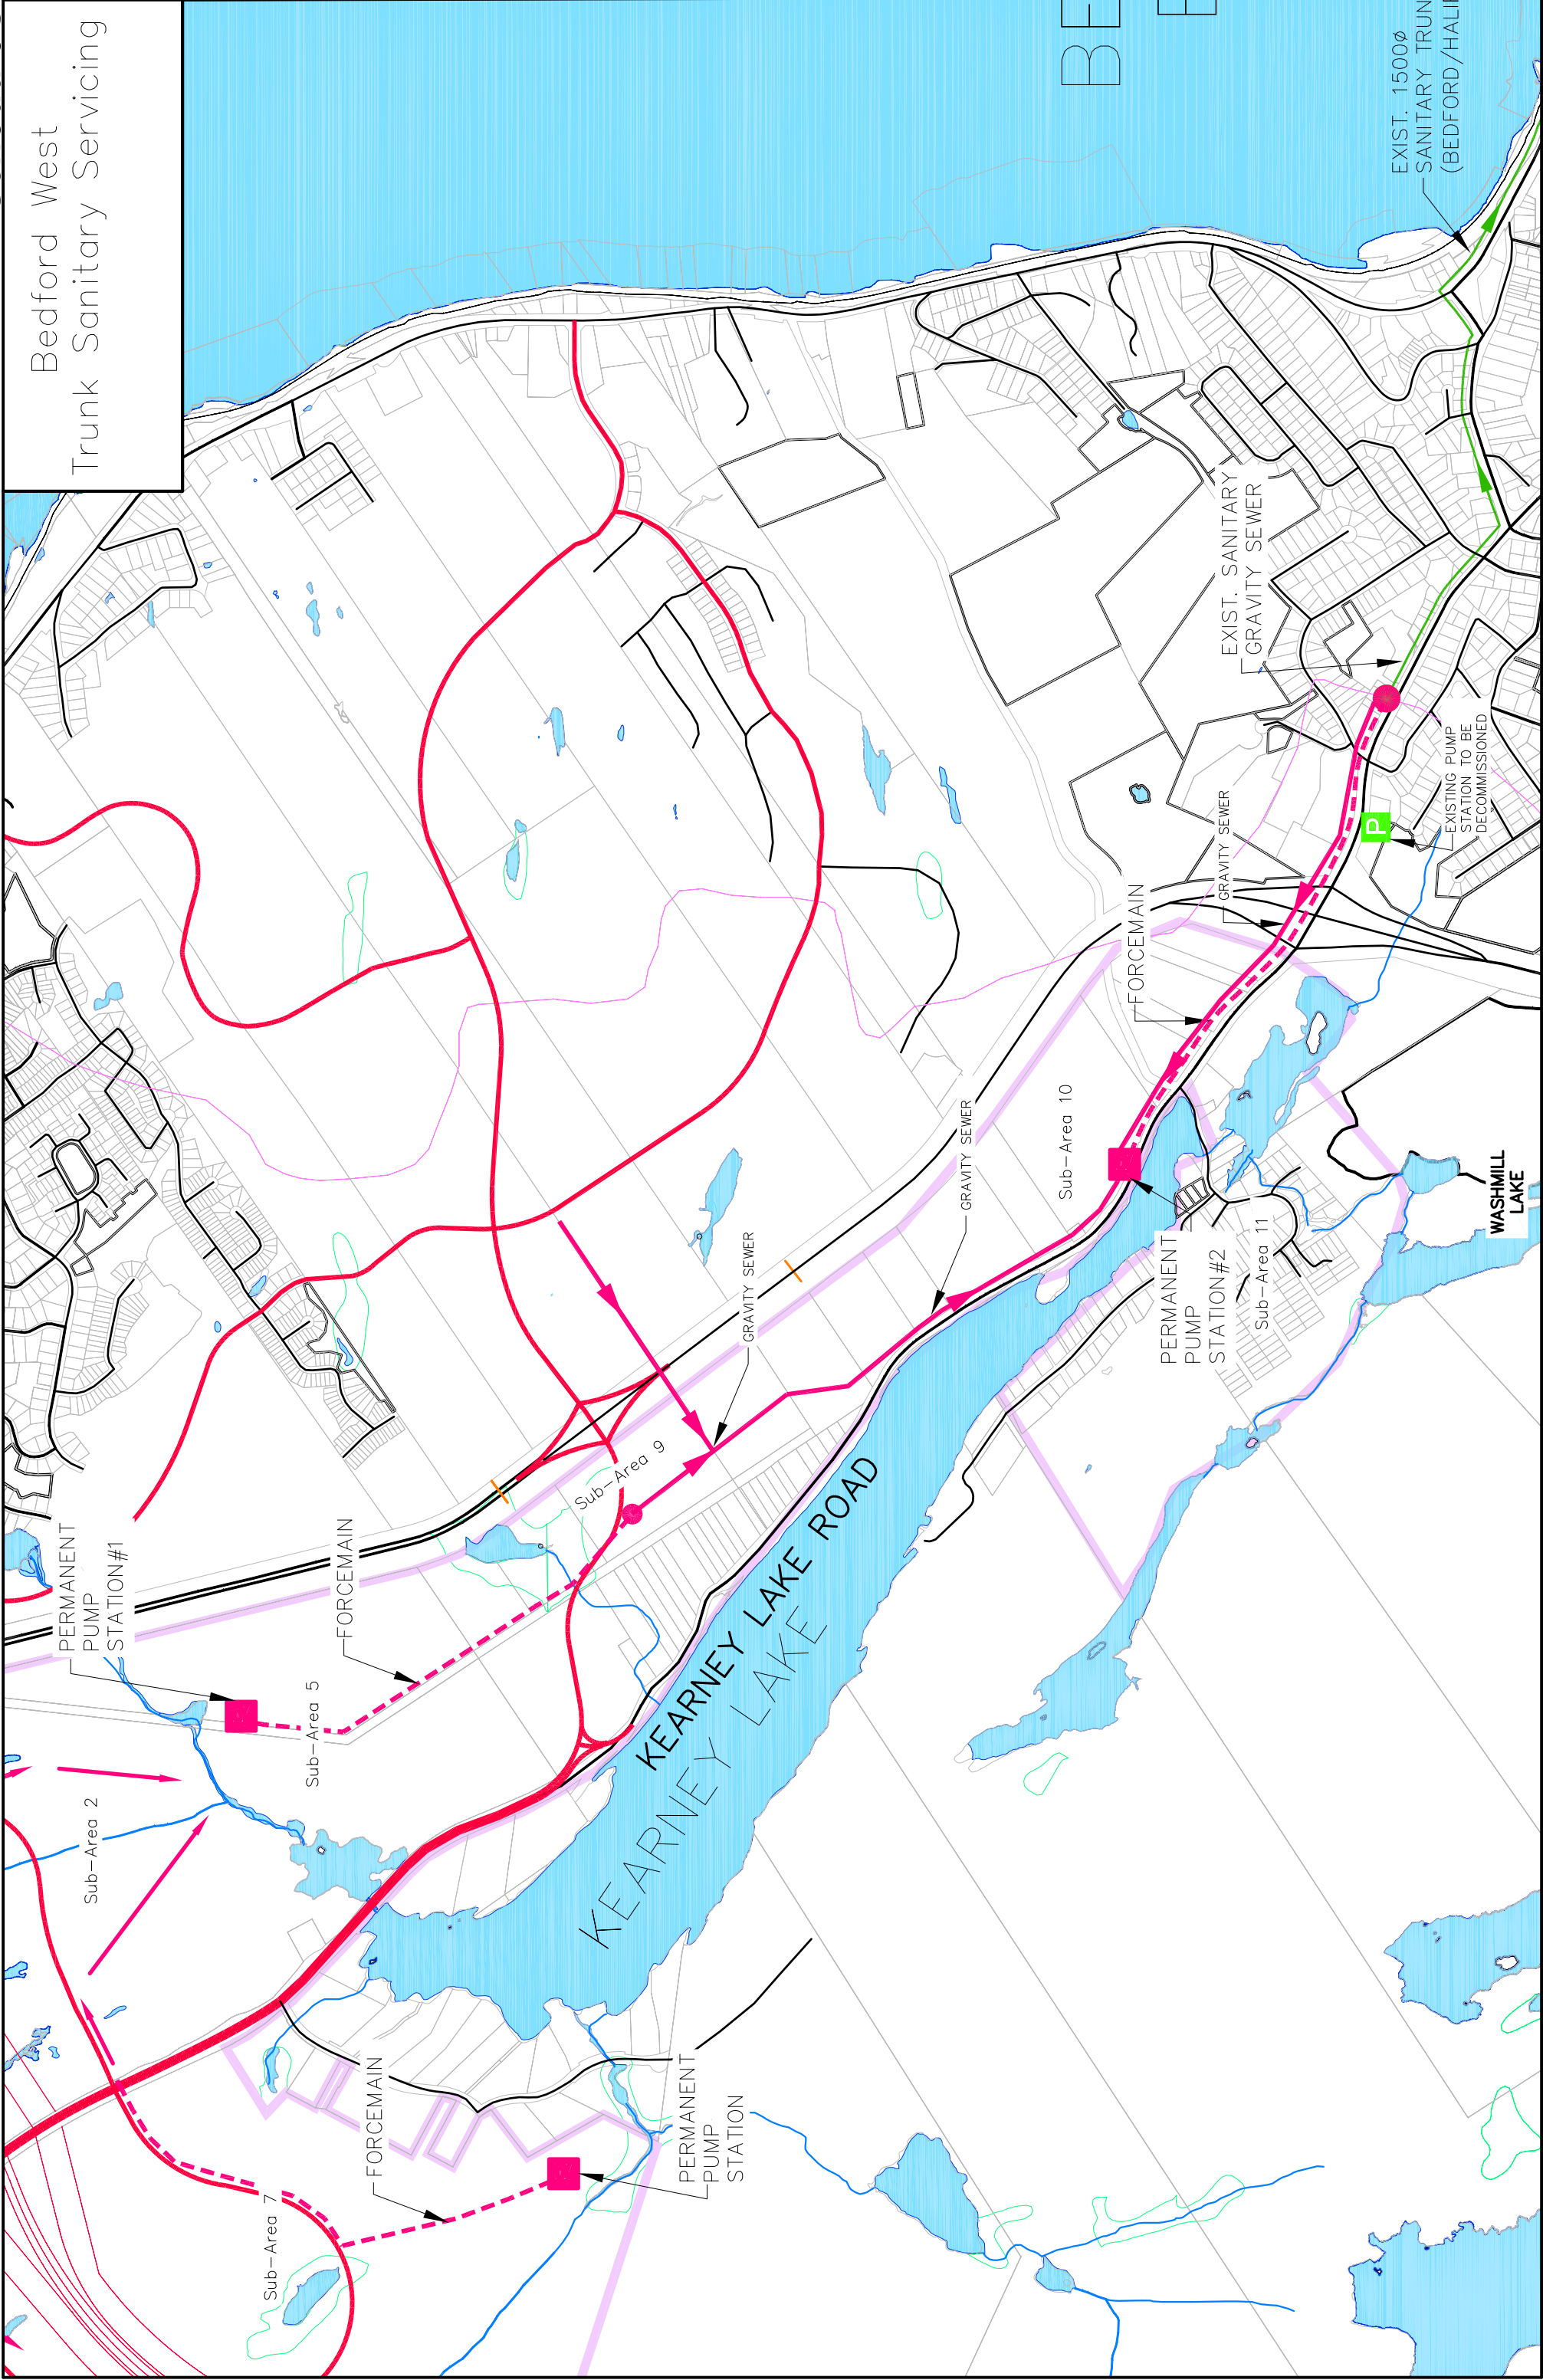 Bedford West
Trunk Sanitary Servicing
EXIST. 1500ø
SANITARY TRUN
(BEDFORD/HALI
EXIST. SANITARY
GRAVITY SEWER
EXISTING PUMP
STATION TO BE
DECOMMISSIONED
P
GRAVITY SEWER
FORCEMAIN
Sub-Area 10
GRAVITY SEWER
PERMANENT
PUMP
STATION#2
Sub-Area 11
WASHMILL
LAKE
GRAVITY SEWER
Sub-Area 9
KEARNEY LAKE ROAD
KEARNEY LAKE
PERMANENT
PUMP
STATION#1
FORCEMAIN
Sub-Area 5
Sub-Area 2
FORCEMAIN
PERMANENT
PUMP
STATION
Sub-Area 7